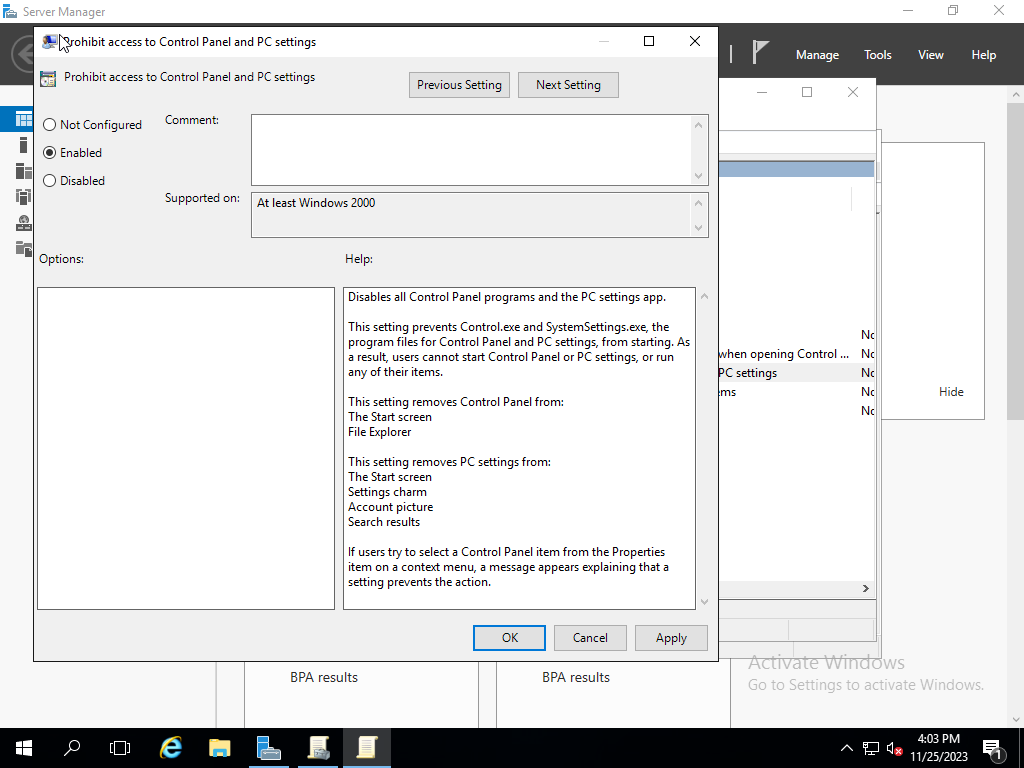 Server Manager
Prohibit access to Control Panel and PC settings
Manage
Tools
View
Help
Prohibit access to Control Panel and PC settings
Previous Setting
Next Setting
Not Configured
Enabled
Disabled
Comment:
Supported on:
At least Windows 2000
Options:
Help:
Disables all Control Panel programs and the PC settings app.
This setting prevents Control.exe and SystemSettings.exe, the
program files for Control Panel and PC settings, from starting. As
a result, users cannot start Control Panel or PC settings, or run
any of their items.
This setting removes Control Panel from:
The Start screen
File Explorer
This setting removes PC settings from:
The Start screen
Settings charm
Account picture
Search results
If users try to select a Control Panel item from the Properties
item on a context menu, a message appears explaining that a
setting prevents the action.
when opening Control ...
PC settings
Hide
OK
Cancel
Apply
BPA results
BPA results
Activate Windows
Go to Settings to activate Windows.
4:03 PM
11/25/2023
1